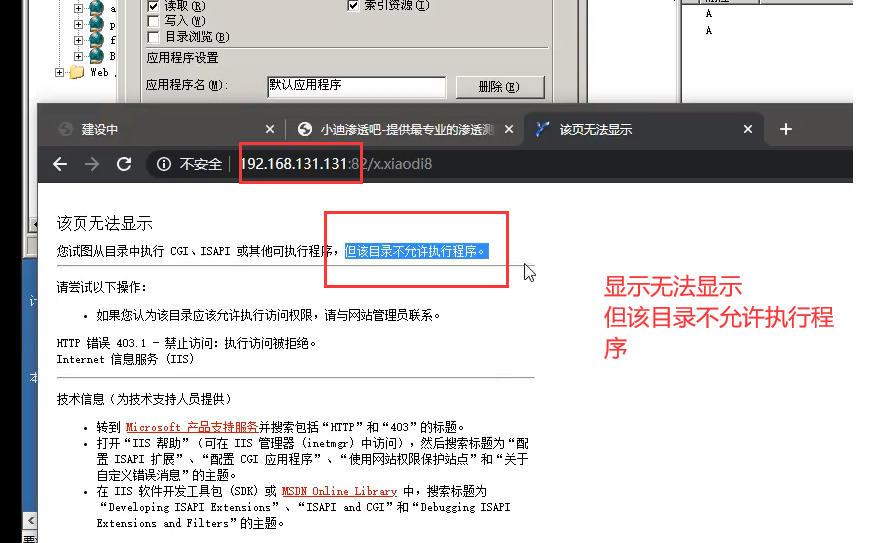 读取(R)
索引资源(I)
A
写入(W)
A
目录浏览(B)
应用程序设置
Web
应用程序名(M):
默认应用程序
删除(E)
建设中
小迪渗透吧-提供最专业的渗透测
该页无法显示
不安全
192.168.131.131:82/x.xiaodi8
该页无法显示
您试图从目录中执行 CGI、ISAPI 或其他可执行程序，但该目录不允许执行程序。
请尝试以下操作:
如果您认为该目录应该允许执行访问权限，请与网站管理员联系。
HTTP 错误 403.1 - 禁止访问: 执行访问被拒绝。
Internet 信息服务 (IIS)
技术信息（为技术支持人员提供）
转到 Microsoft 产品支持服务并搜索包括“HTTP”和“403”的标题。
打开“IIS 帮助”（可在 IIS 管理器 (inetmgr) 中访问），然后搜索标题为“配
置 ISAPI 扩展”、“配置 CGI 应用程序”、“使用网站权限保护站点”和“关于
自定义错误消息”的主题。
在 IIS 软件开发工具包 (SDK) 或 MSDN Online Library 中，搜索标题为
“Developing ISAPI Extensions”、“ISAPI and CGI”和“Debugging ISAPI
Extensions and Filters”的主题。
显示无法显示
但该目录不允许执行程
序